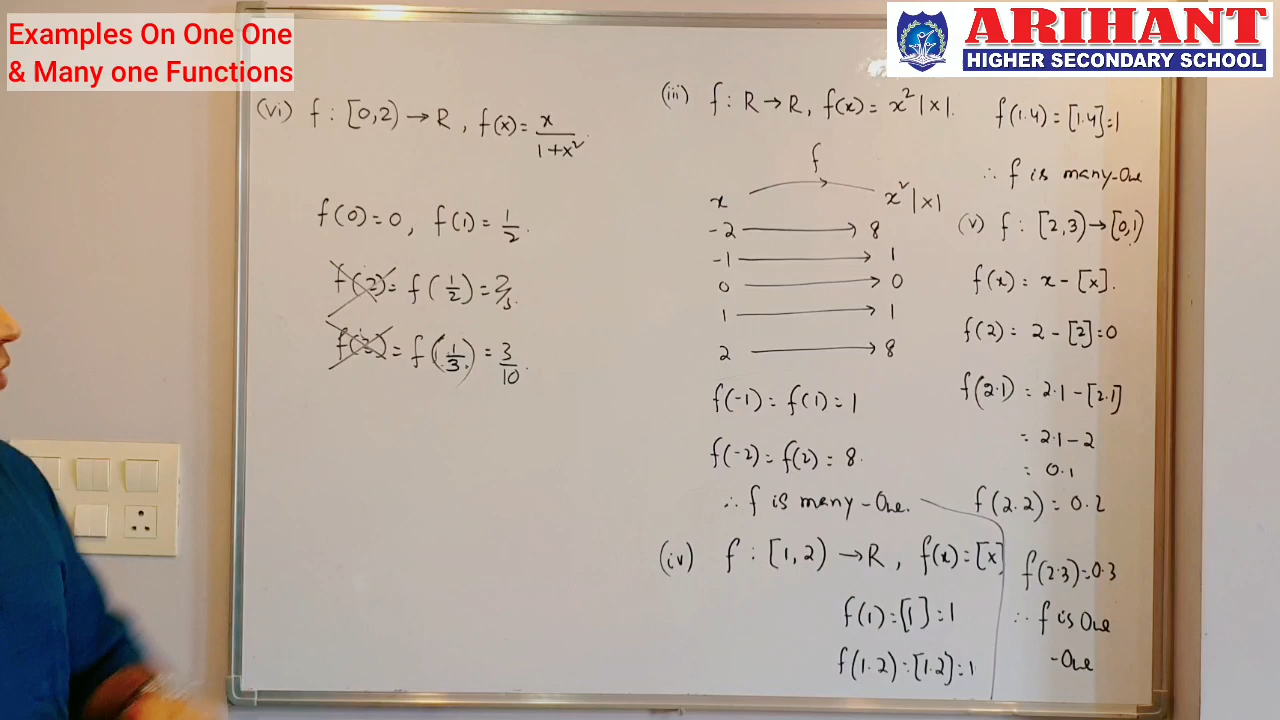 Examples On One One
& Many one Functions
ARIHANT
HIGHER SECONDARY SCHOOL
(vi) f : [0,2) → R , f(x) = x/(1+x²)
f(0) = 0 , f(1) = 1/2 .
= f(1/2) = 2/5 .
= f(1/3) = 3/10 .
(iii) f : R → R , f(x) = x²|x| .
f
x x²|x|
-2 → 8
-1 → 1
0 → 0
1 → 1
2 → 8
f(-1) = f(1) = 1
f(-2) = f(2) = 8 .
∴ f is many-One.
(iv) f : [1,2) → R , f(x) = [x]
f(1) = [1] = 1
f(1.2) = [1.2] = 1
f(1.4) = [1.4] = 1
∴ f is many-One
(v) f : [2,3) → [0,1)
f(x) = x - [x] .
f(2) = 2 - [2] = 0
f(2.1) = 2.1 - [2.1]
= 2.1 - 2
= 0.1
f(2.2) = 0.2
f(2.3) = 0.3
∴ f is One
-One